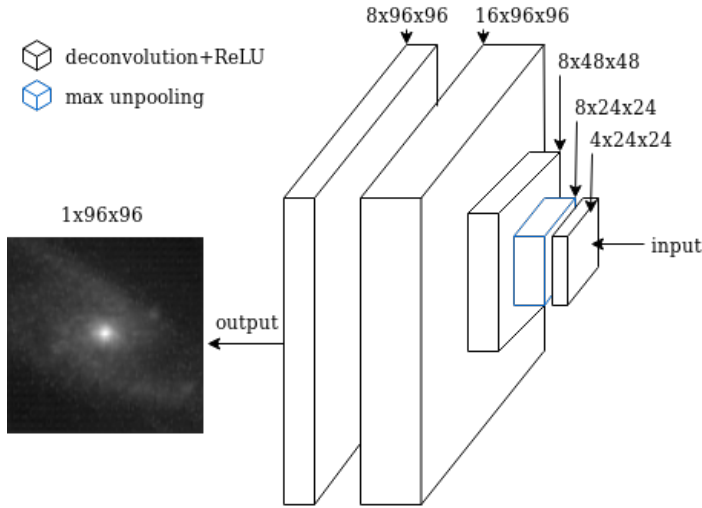 8x96x96
16x96x96
deconvolution+ReLU
8x48x48
max unpooling
8x24x24
4x24x24
1x96x96
input
output